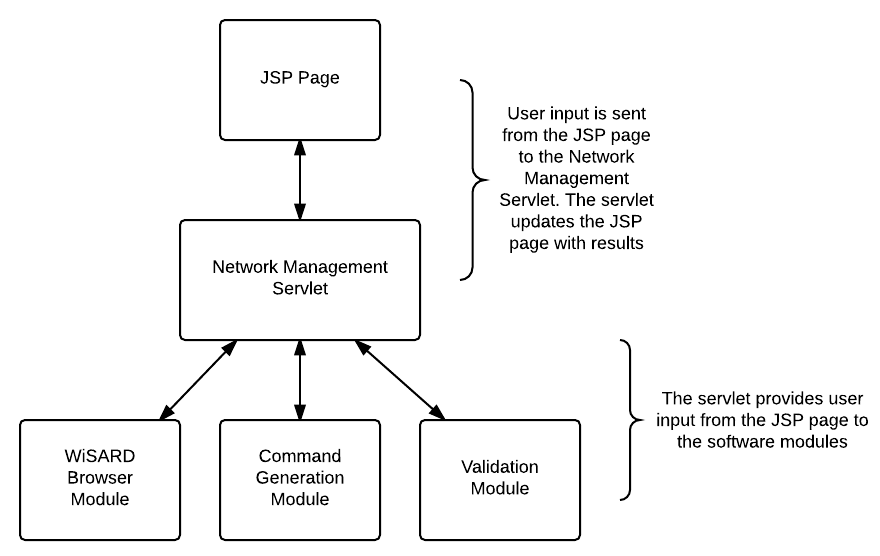 JSP Page
User input is sent
from the JSP page
to the Network
Management
Servlet. The servlet
updates the JSP
page with results
Network Management
Servlet
The servlet provides user
input from the JSP page to
the software modules
WiSARD
Browser
Module
Command
Generation
Module
Validation
Module